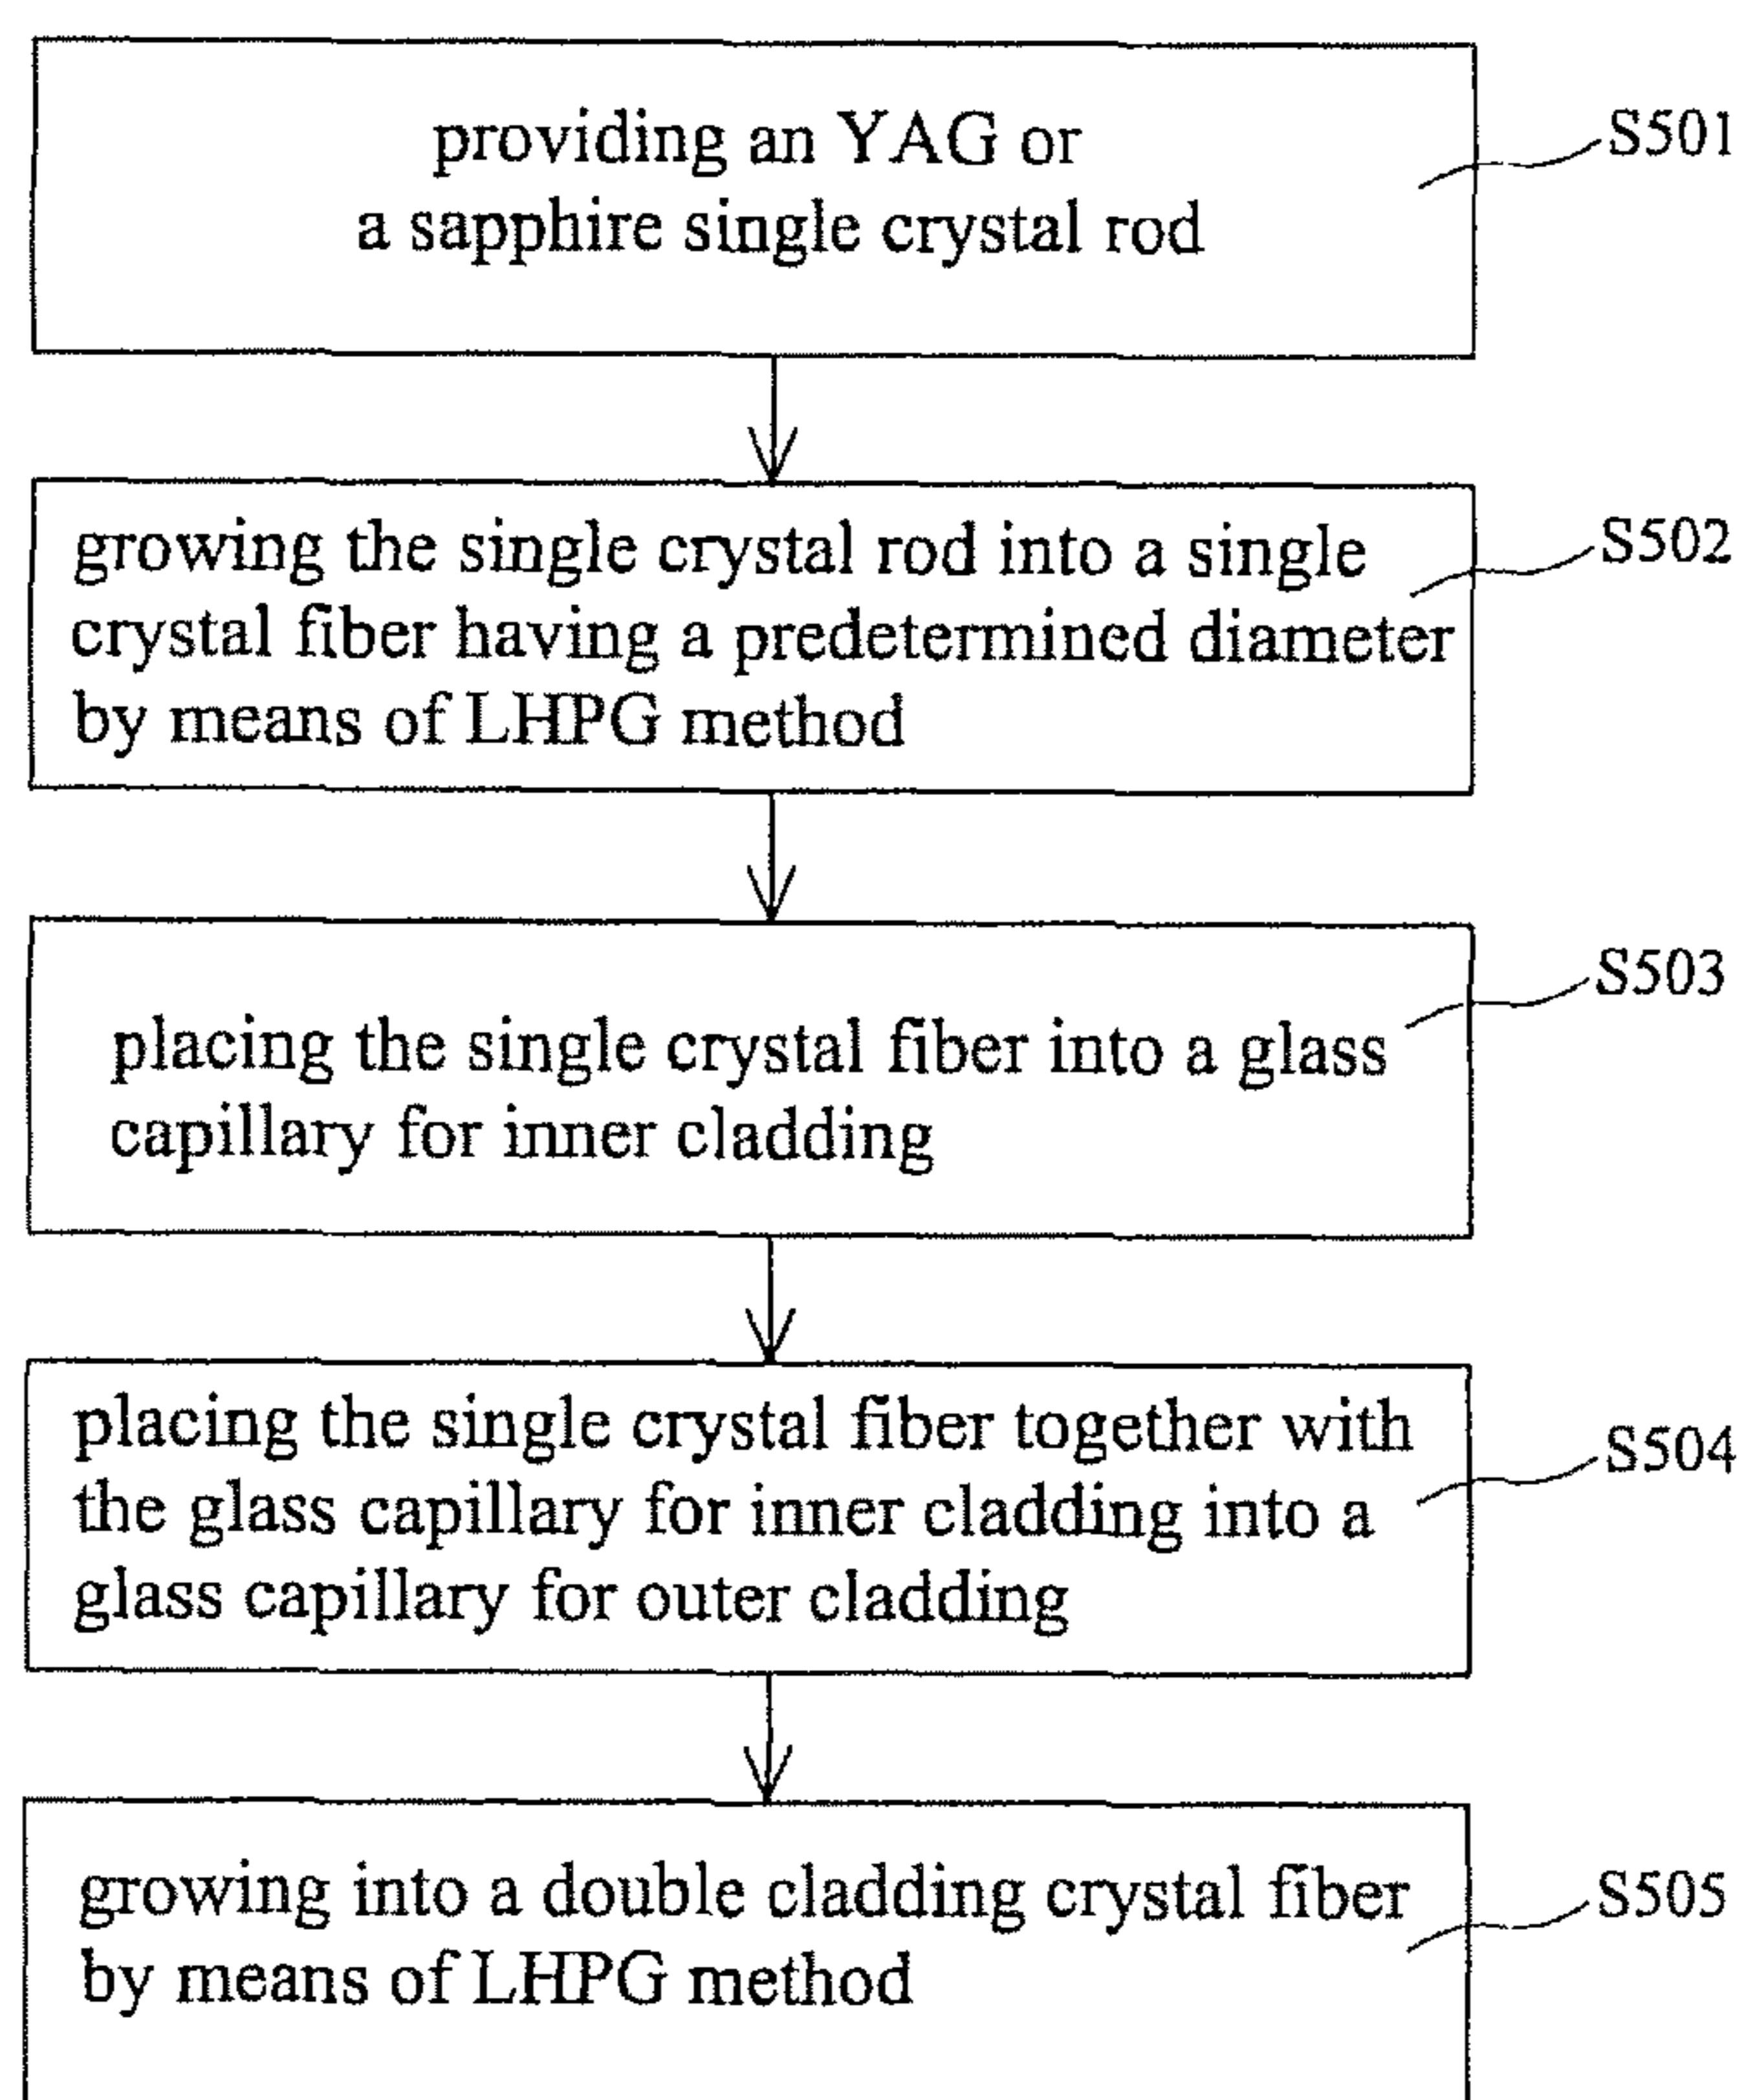 providing an YAG or
a sapphire single crystal rod
S501
growing the single crystal rod into a single
crystal fiber having a predetermined diameter
by means of LHPG method
S502
placing the single crystal fiber into a glass
capillary for inner cladding
S503
placing the single crystal fiber together with
the glass capillary for inner cladding into a
glass capillary for outer cladding
S504
growing into a double cladding crystal fiber
by means of LHPG method
S505